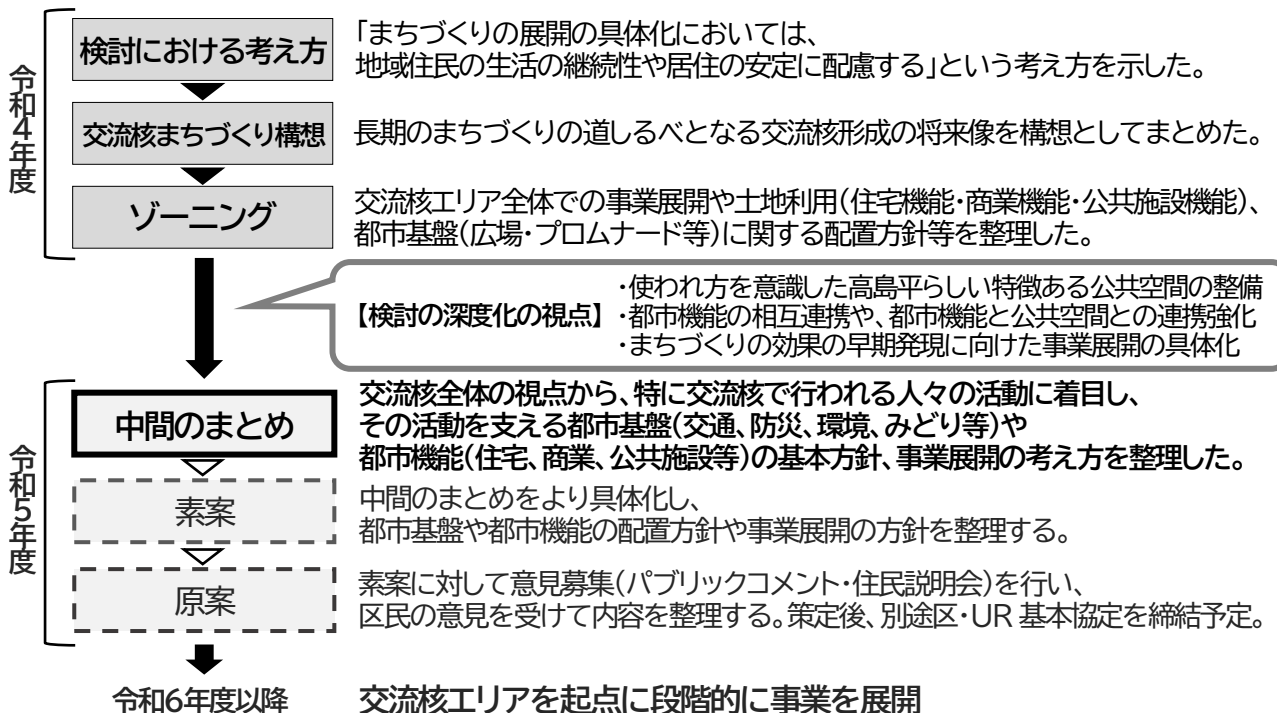 令和4年度
検討における考え方
「まちづくりの展開の具体化においては、
地域住民の生活の継続性や居住の安定に配慮する」という考え方を示した。
交流核まちづくり構想
長期のまちづくりの道しるべとなる交流核形成の将来像を構想としてまとめた。
ゾーニング
交流核エリア全体での事業展開や土地利用(住宅機能・商業機能・公共施設機能)、
都市基盤(広場・プロムナード等)に関する配置方針等を整理した。
【検討の深度化の視点】
・使われ方を意識した高島平らしい特徴ある公共空間の整備
・都市機能の相互連携や、都市機能と公共空間との連携強化
・まちづくりの効果の早期発現に向けた事業展開の具体化
令和5年度
中間のまとめ
交流核全体の視点から、特に交流核で行われる人々の活動に着目し、
その活動を支える都市基盤(交通、防災、環境、みどり等)や
都市機能(住宅、商業、公共施設等)の基本方針、事業展開の考え方を整理した。
素案
中間のまとめをより具体化し、
都市基盤や都市機能の配置方針や事業展開の方針を整理する。
原案
素案に対して意見募集(パブリックコメント・住民説明会)を行い、
区民の意見を受けて内容を整理する。策定後、別途区・UR 基本協定を締結予定。
令和6年度以降
交流核エリアを起点に段階的に事業を展開